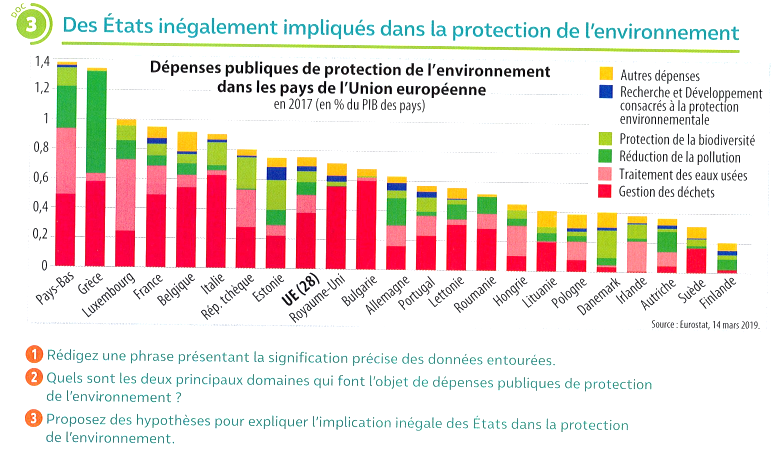 DOC
3
Des États inégalement impliqués dans la protection de l'environnement
Dépenses publiques de protection de l'environnement
dans les pays de l'Union européenne
en 2017 (en % du PIB des pays)
1,4
1,2
1
0,8
0,6
0,4
0,2
0
Autres dépenses
Recherche et Développement
consacrés à la protection
environnementale
Protection de la biodiversité
Réduction de la pollution
Traitement des eaux usées
Gestion des déchets
Pays-Bas
Grèce
Luxembourg
France
Belgique
Italie
Rép. tchèque
Estonie
UE (28)
Royaume-Uni
Bulgarie
Allemagne
Portugal
Lettonie
Roumanie
Hongrie
Lituanie
Pologne
Danemark
Irlande
Autriche
Suède
Finlande
Source : Eurostat, 14 mars 2019.
1 Rédigez une phrase présentant la signification précise des données entourées.
2 Quels sont les deux principaux domaines qui font l'objet de dépenses publiques de protection
de l'environnement ?
3 Proposez des hypothèses pour expliquer l'implication inégale des États dans la protection
de l'environnement.